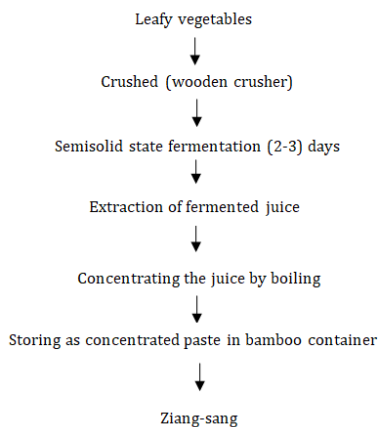 Leafy vegetables
Crushed (wooden crusher)
Semisolid state fermentation (2-3) days
Extraction of fermented juice
Concentrating the juice by boiling
Storing as concentrated paste in bamboo container
Ziang-sang